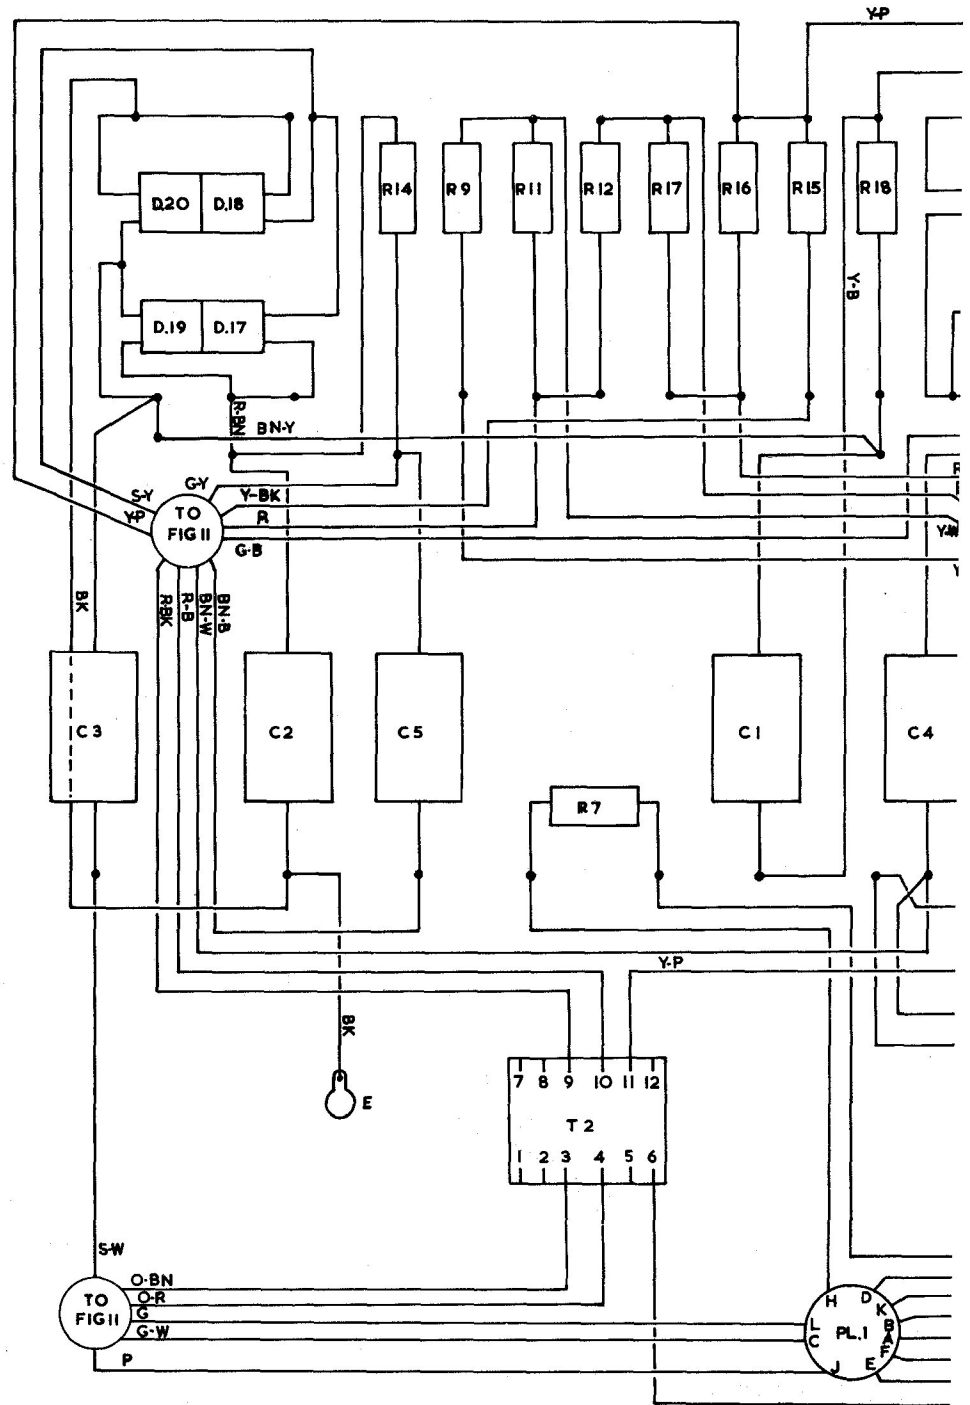 Y-P
R14 R9 R11 R12 R17 R16 R15 R18
D.20 D.18
Y-B
D.19 D.17
R-BN
BN-Y
S-Y G-Y Y-BK
Y-P TO R
FIG 11
G-B Y-W
BK R-BK R-B BN-W BN-B
C3 C2 C5 C1 C4
R7
Y-P
BK
E
7 8 9 10 11 12
T2
1 2 3 4 5 6
S-W
O-BN
TO O-R
FIG 11 G
G-W
P
H D K
L B
C PL.1 A
F
J E